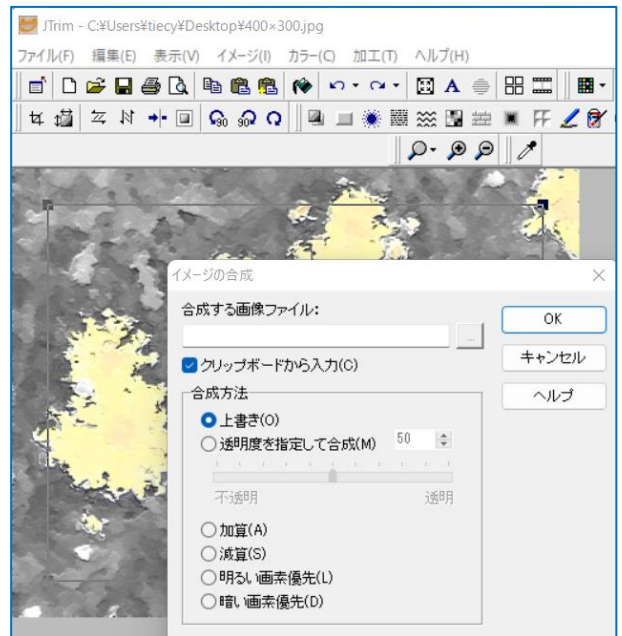 JTrim - C:¥Users¥tiecy¥Desktop¥400×300.jpg
ファイル(F) 編集(E) 表示(V) イメージ(I) カラー(C) 加工(T) ヘルプ(H)
A
90 90
FF
イメージの合成
合成する画像ファイル:
...
OK
クリップボードから入力(C)
キャンセル
合成方法
ヘルプ
上書き(O)
透明度を指定して合成(M) 50
不透明 透明
加算(A)
減算(S)
明るい画素優先(L)
暗い画素優先(D)